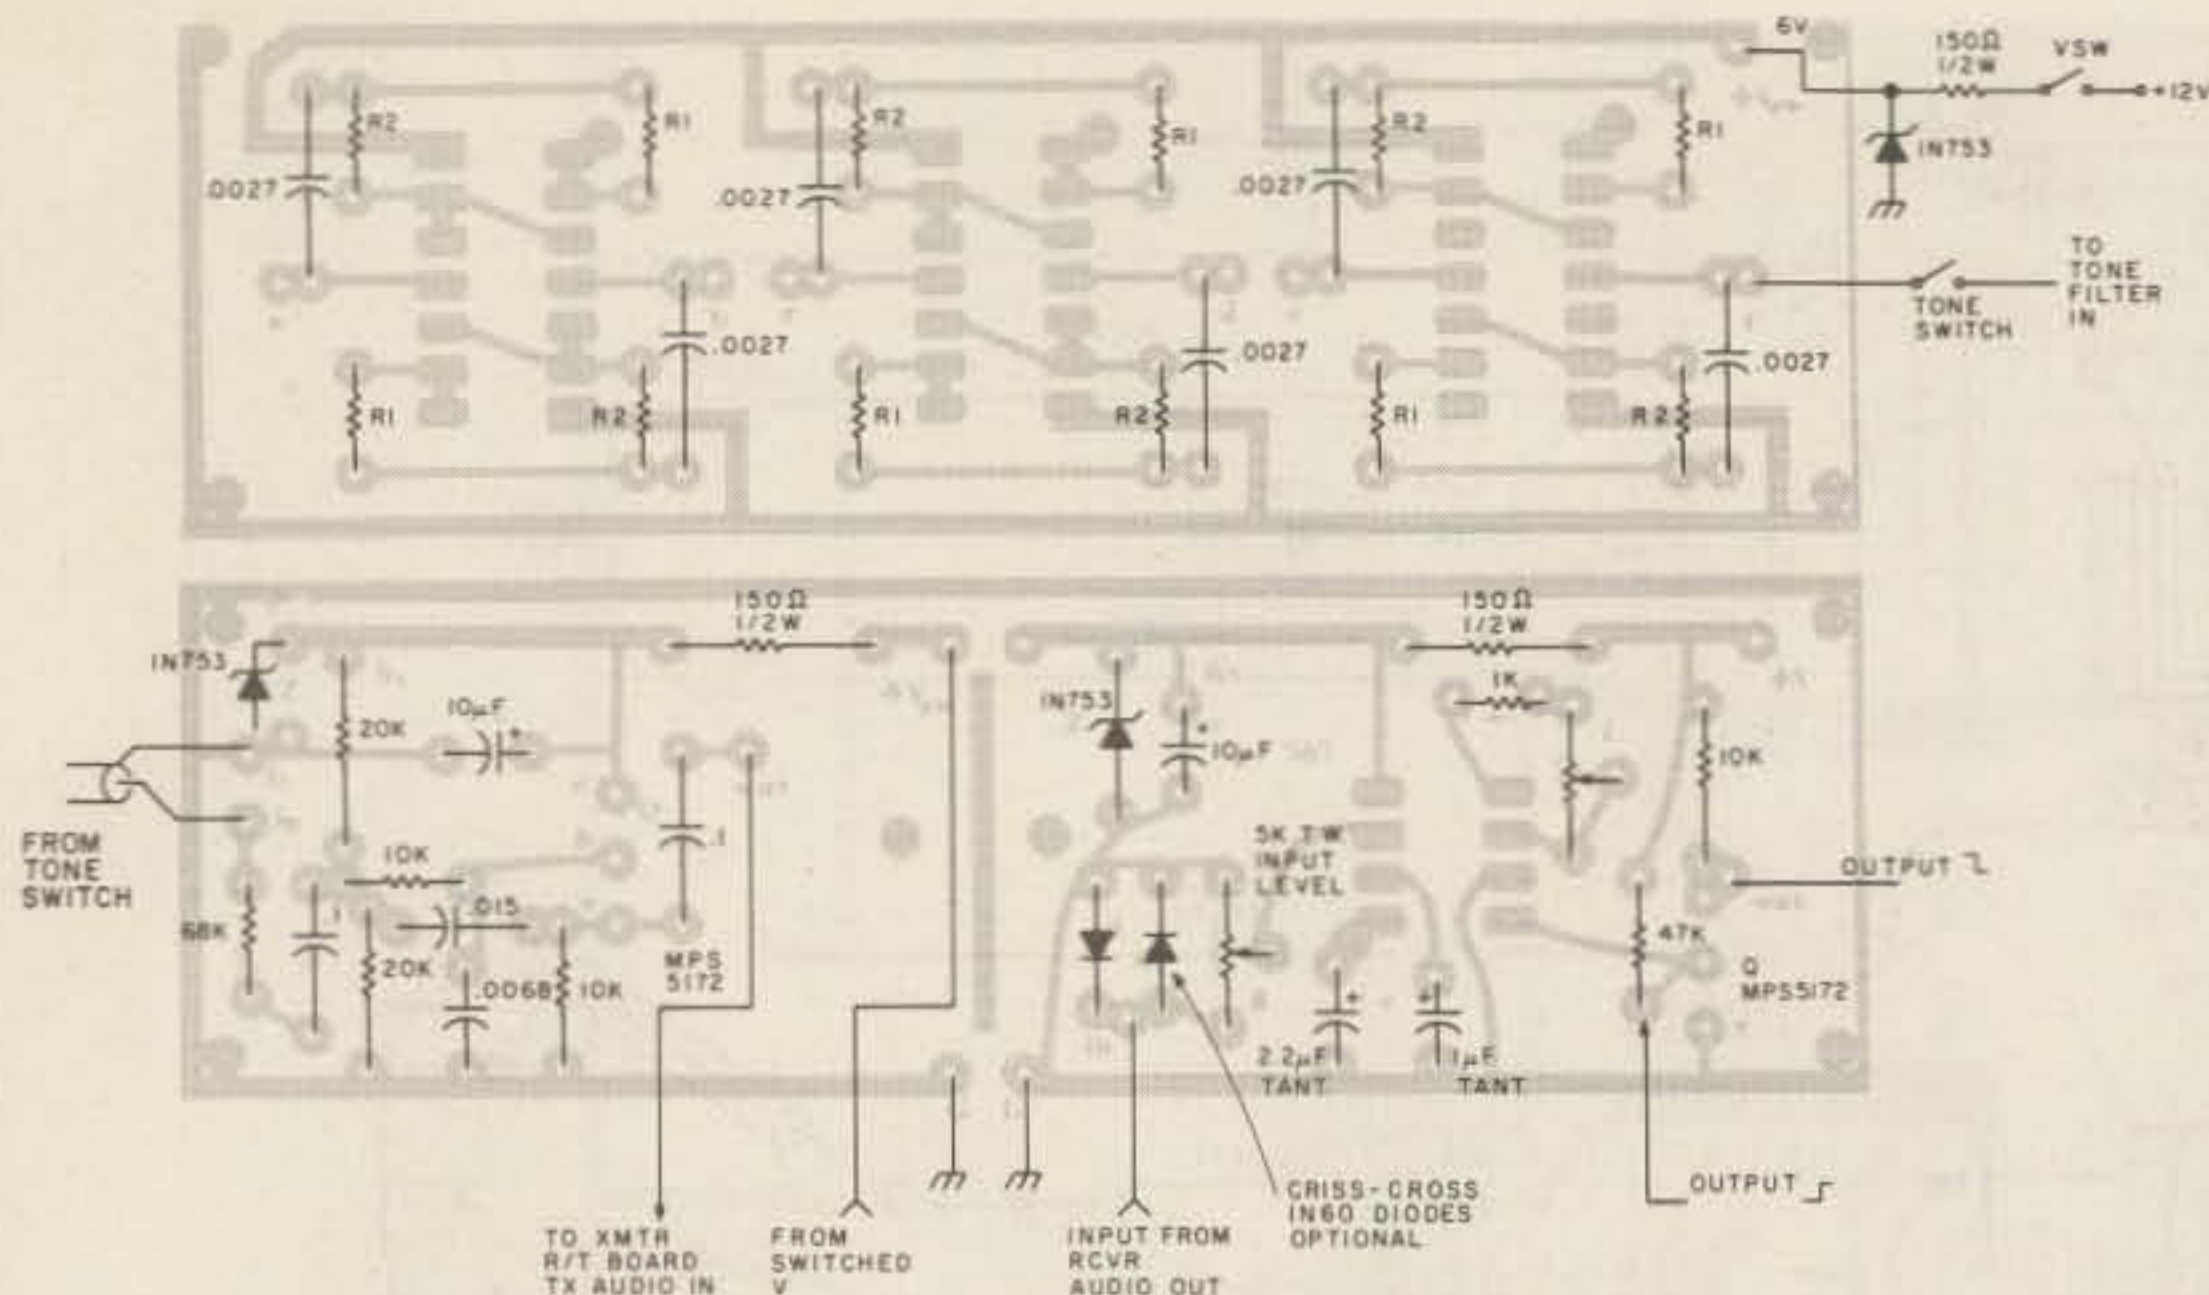 6V
150Ω
1/2W
VSW
+12V
R2
R1
R2
R1
R2
R1
IN753
.0027
.0027
.0027
TO
TONE
FILTER
IN
TONE
SWITCH
.0027
.0027
.0027
R1
R2
R1
R2
R1
R2
150Ω
1/2W
150Ω
1/2W
IN753
1K
IN753
10µF
+
20K
+
10µF
10K
.1
5K TW
INPUT
LEVEL
FROM
TONE
SWITCH
10K
OUTPUT
.015
.1
68K
47K
20K
MPS
5172
.0068
10K
Q
MPS5172
+
+
2.2µF
TANT
1µF
TANT
OUTPUT
CRISS-CROSS
IN60 DIODES
OPTIONAL
TO XMTR
R/T BOARD
TX AUDIO IN
FROM
SWITCHED
V
INPUT FROM
RCVR
AUDIO OUT